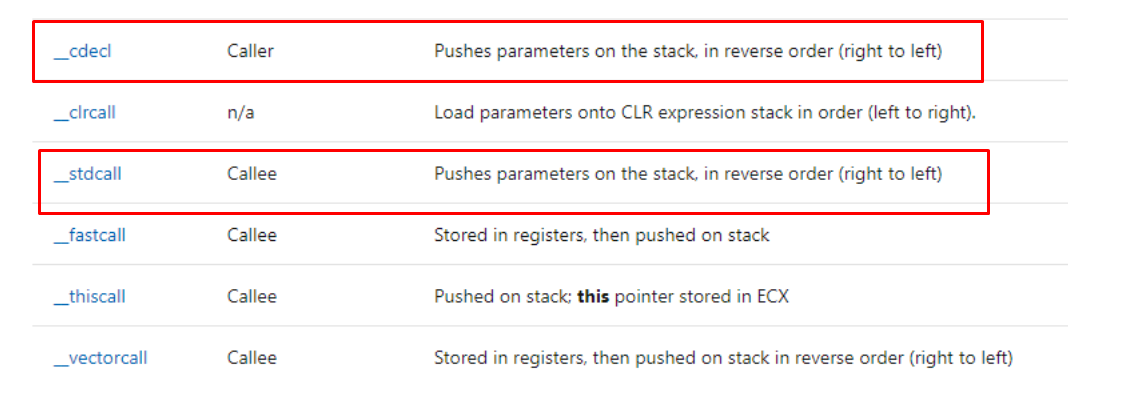 __cdecl Caller Pushes parameters on the stack, in reverse order (right to left)
__clrcall n/a Load parameters onto CLR expression stack in order (left to right).
__stdcall Callee Pushes parameters on the stack, in reverse order (right to left)
__fastcall Callee Stored in registers, then pushed on stack
__thiscall Callee Pushed on stack; this pointer stored in ECX
__vectorcall Callee Stored in registers, then pushed on stack in reverse order (right to left)